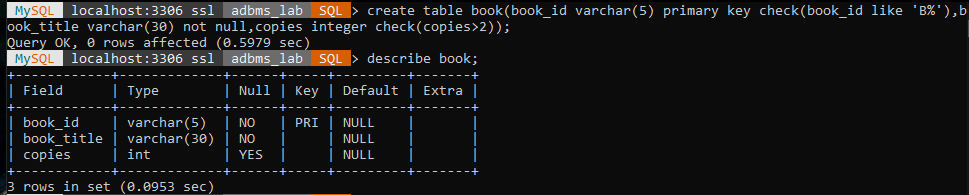 MySQL localhost:3306 ssl adbms_lab SQL > create table book(book_id varchar(5) primary key check(book_id like 'B%'),b
ook_title varchar(30) not null,copies integer check(copies>2));
Query OK, 0 rows affected (0.5979 sec)
MySQL localhost:3306 ssl adbms_lab SQL > describe book;
+------------+-------------+------+-----+---------+-------+
| Field      | Type        | Null | Key | Default | Extra |
+------------+-------------+------+-----+---------+-------+
| book_id    | varchar(5)  | NO   | PRI | NULL    |       |
| book_title | varchar(30) | NO   |     | NULL    |       |
| copies     | int         | YES  |     | NULL    |       |
+------------+-------------+------+-----+---------+-------+
3 rows in set (0.0953 sec)